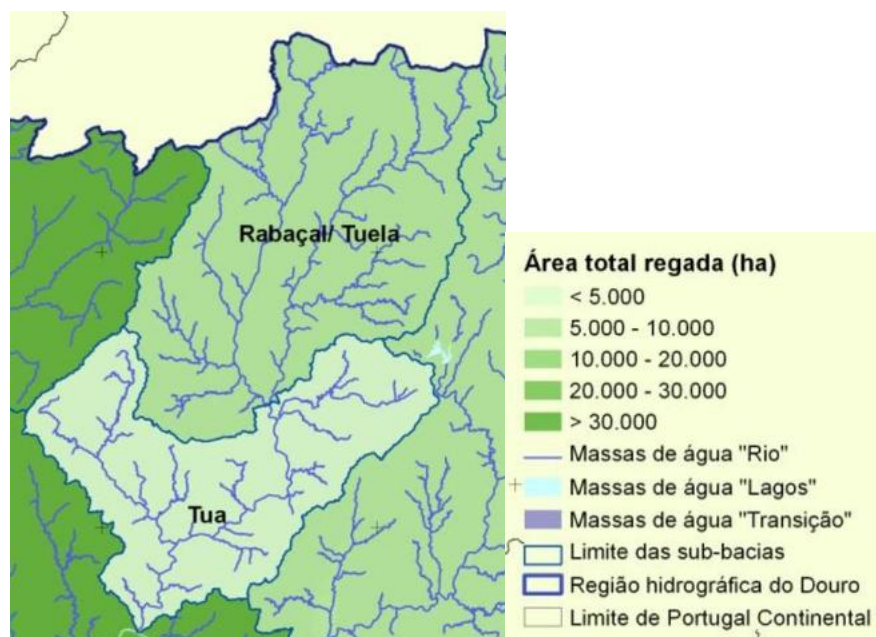 Rabaçal/ Tuela
Tua
Área total regada (ha)
< 5.000
5.000 - 10.000
10.000 - 20.000
20.000 - 30.000
> 30.000
Massas de água "Rio"
Massas de água "Lagos"
Massas de água "Transição"
Limite das sub-bacias
Região hidrográfica do Douro
Limite de Portugal Continental